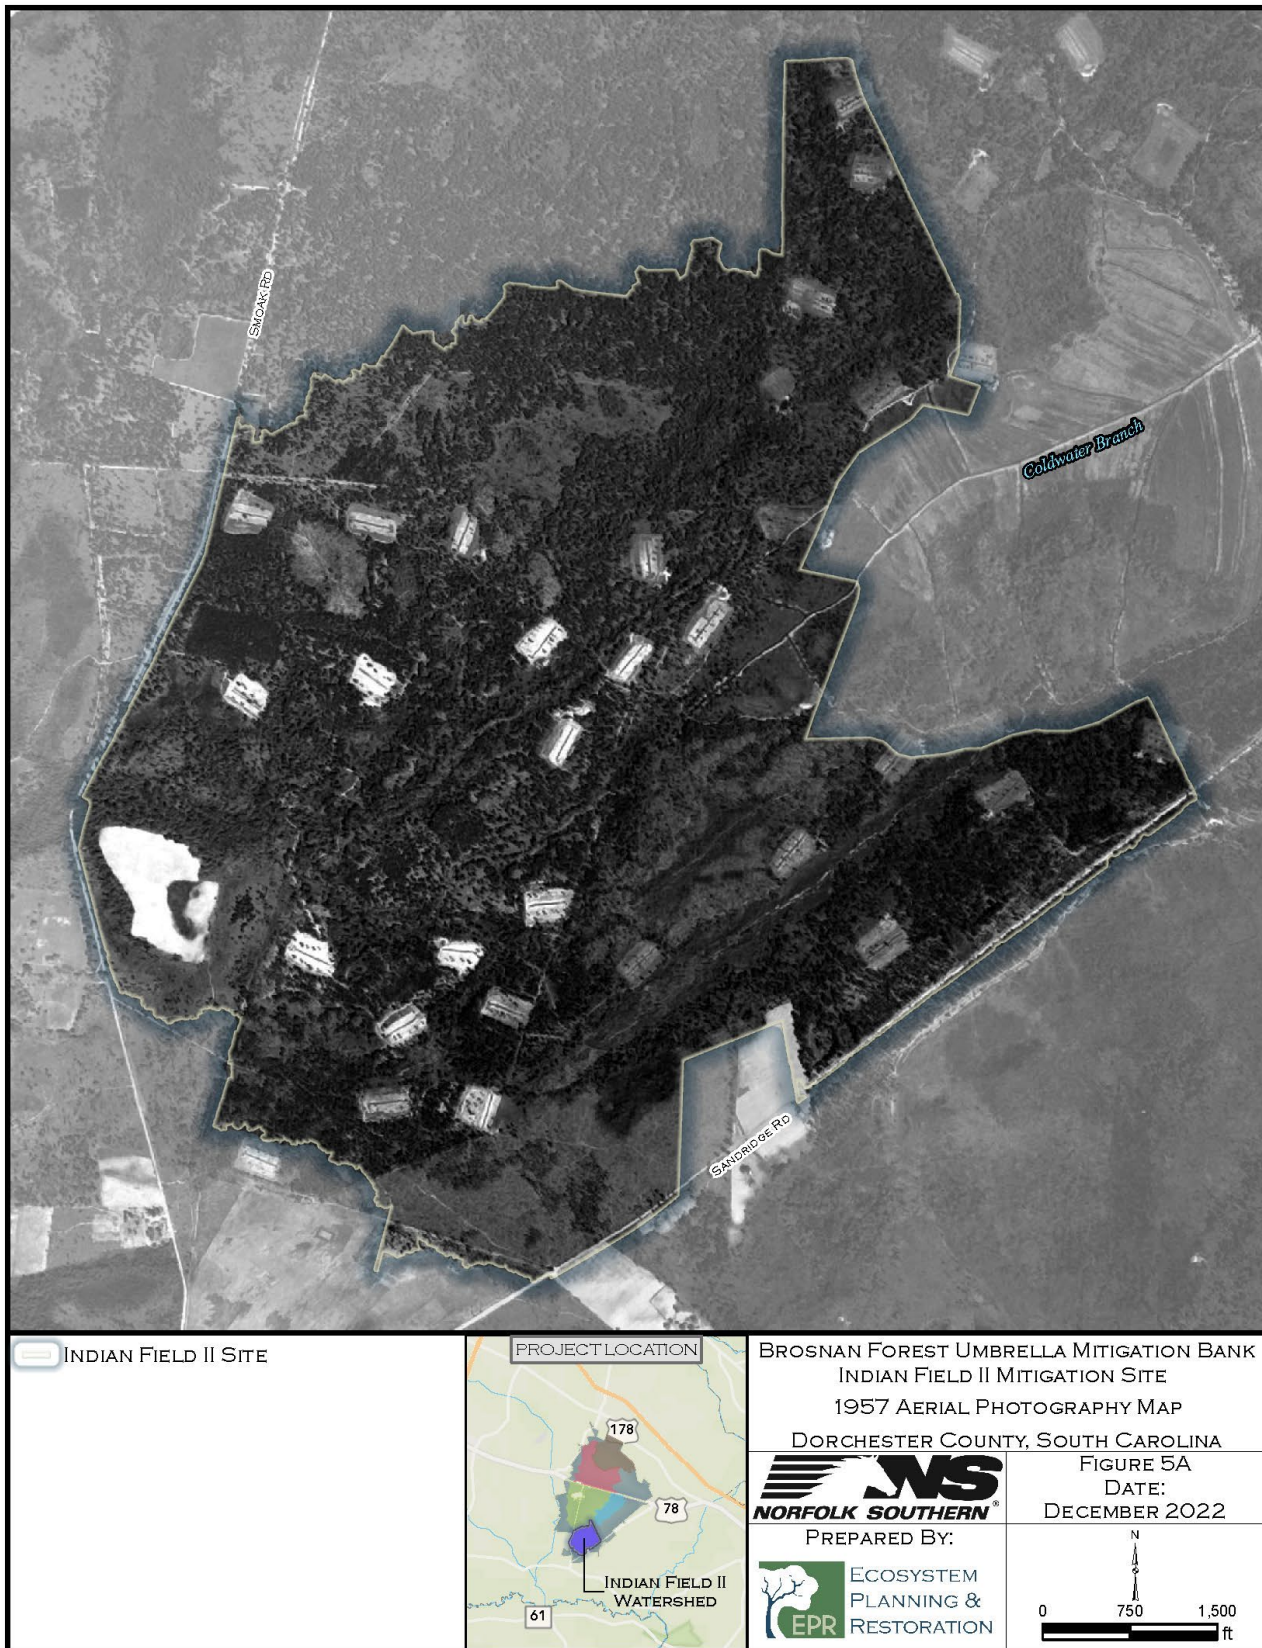 SMOAK RD
Coldwater Branch
SANDRIDGE RD
INDIAN FIELD II SITE
PROJECT LOCATION
178
78
INDIAN FIELD II
WATERSHED
61
BROSNAN FOREST UMBRELLA MITIGATION BANK
INDIAN FIELD II MITIGATION SITE
1957 AERIAL PHOTOGRAPHY MAP
DORCHESTER COUNTY, SOUTH CAROLINA
NS
NORFOLK SOUTHERN®
FIGURE 5A
DATE:
DECEMBER 2022
PREPARED BY:
EPR
ECOSYSTEM
PLANNING &
RESTORATION
N
0 750 1,500
ft